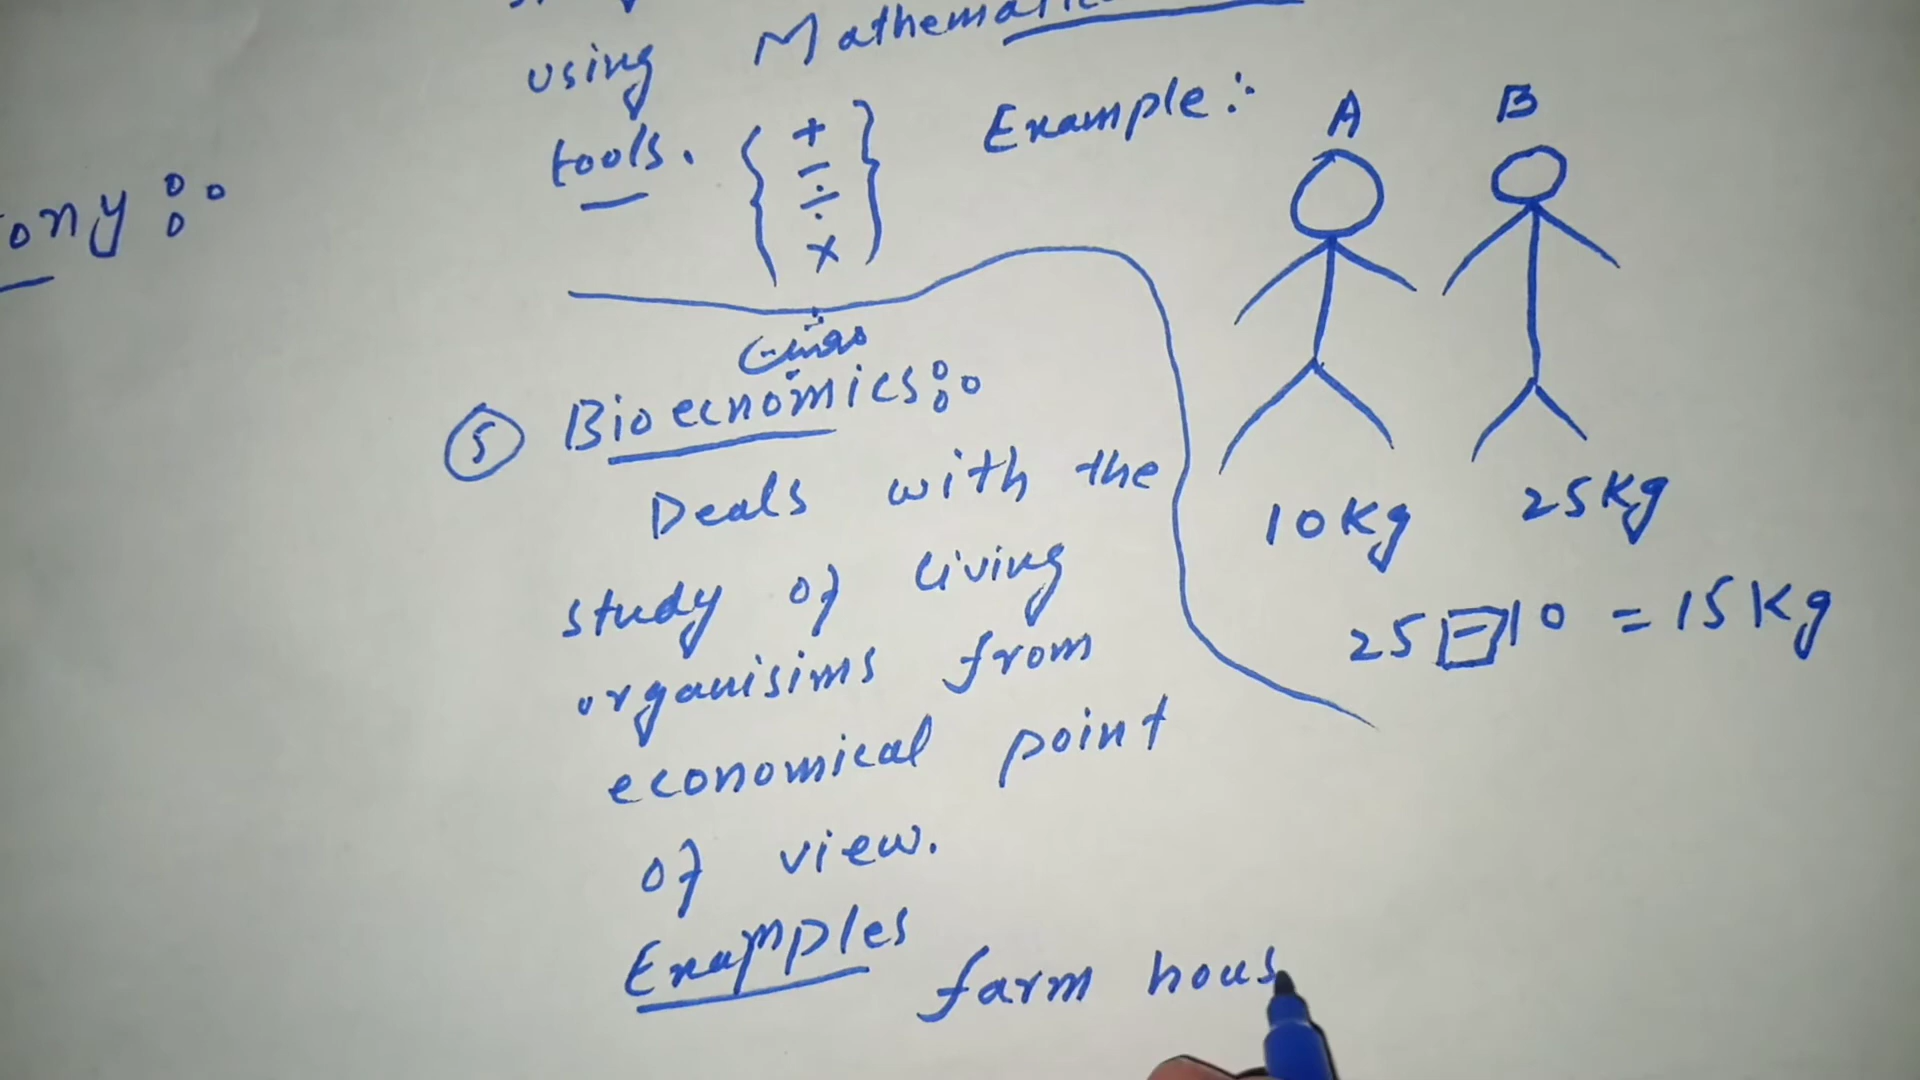 using Mathematic
tools. { + - ÷ × } Example:
A B
ony:
⑤ Bioecnomics:
Deals with the
study of living
organisims from
economical point
of view.
Examples
farm hous
10kg 25kg
25-10 = 15kg